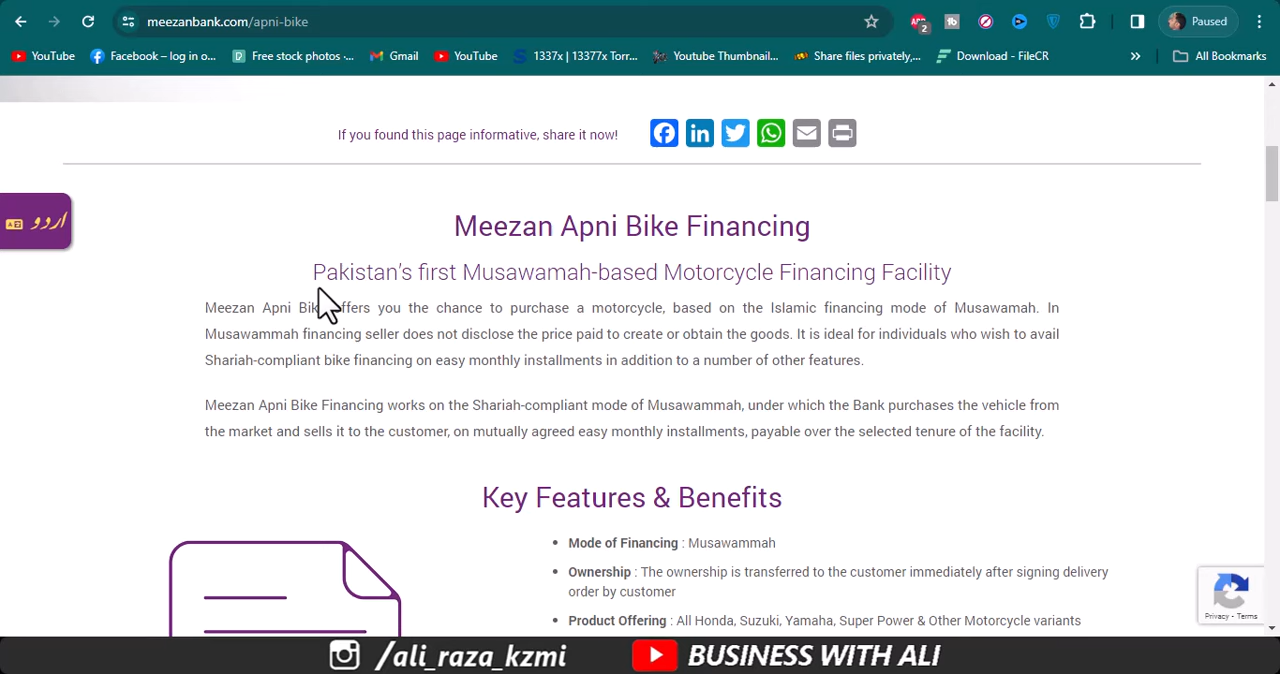 meezanbank.com/apni-bike
2
Paused
YouTube
Facebook – log in o...
Free stock photos -...
Gmail
YouTube
1337x | 13377x Torr...
Youtube Thumbnail...
Share files privately,...
Download - FileCR
»
All Bookmarks
If you found this page informative, share it now!
اردو
Meezan Apni Bike Financing
Pakistan's first Musawamah-based Motorcycle Financing Facility
Meezan Apni Bike offers you the chance to purchase a motorcycle, based on the Islamic financing mode of Musawamah. In
Musawammah financing seller does not disclose the price paid to create or obtain the goods. It is ideal for individuals who wish to avail
Shariah-compliant bike financing on easy monthly installments in addition to a number of other features.
Meezan Apni Bike Financing works on the Shariah-compliant mode of Musawammah, under which the Bank purchases the vehicle from
the market and sells it to the customer, on mutually agreed easy monthly installments, payable over the selected tenure of the facility.
Key Features & Benefits
• Mode of Financing : Musawammah
• Ownership : The ownership is transferred to the customer immediately after signing delivery
order by customer
• Product Offering : All Honda, Suzuki, Yamaha, Super Power & Other Motorcycle variants
Privacy - Terms
/ali_raza_kzmi
BUSINESS WITH ALI